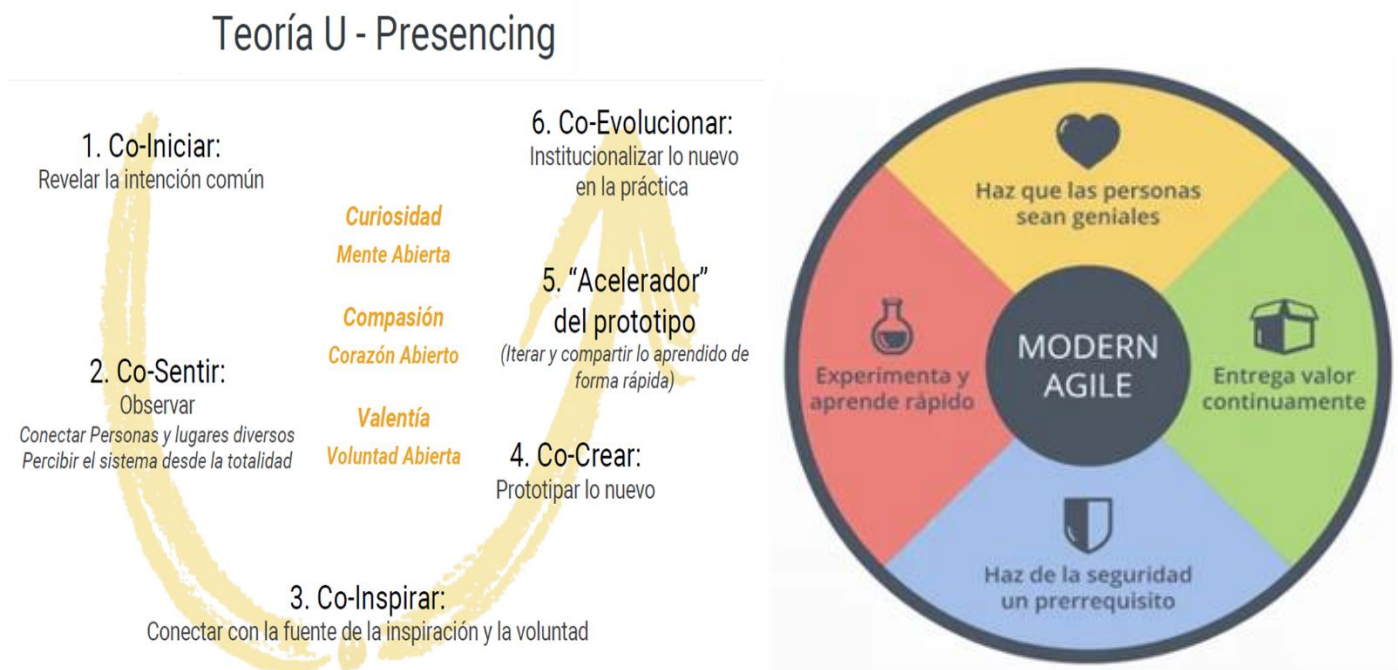 Teoría U - Presencing
1. Co-Iniciar:
Revelar la intención común
2. Co-Sentir:
Observar
Conectar Personas y lugares diversos
Percibir el sistema desde la totalidad
3. Co-Inspirar:
Conectar con la fuente de la inspiración y la voluntad
Curiosidad
Mente Abierta
Compasión
Corazón Abierto
Valentía
Voluntad Abierta
4. Co-Crear:
Prototipar lo nuevo
5. “Acelerador”
del prototipo
(Iterar y compartir lo aprendido de
forma rápida)
6. Co-Evolucionar:
Institucionalizar lo nuevo
en la práctica
Haz que las personas
sean geniales
Experimenta y
aprende rápido
MODERN
AGILE
Entrega valor
continuamente
Haz de la seguridad
un prerrequisito